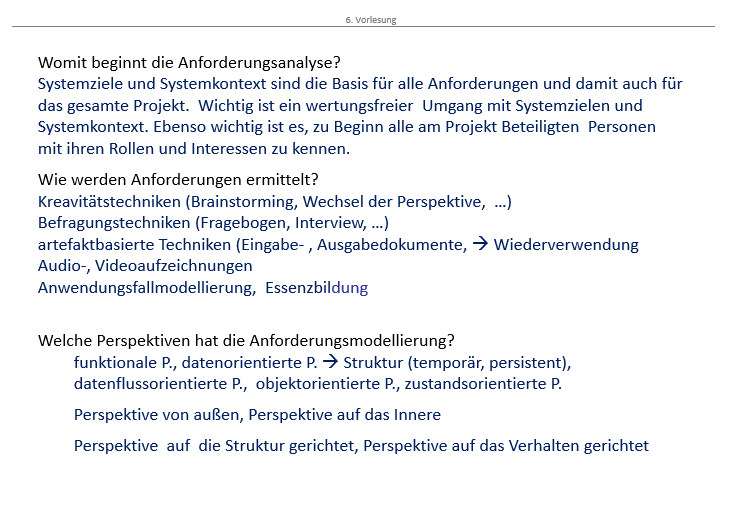 6. Vorlesung
Womit beginnt die Anforderungsanalyse?
Systemziele und Systemkontext sind die Basis für alle Anforderungen und damit auch für
das gesamte Projekt.  Wichtig ist ein wertungsfreier  Umgang mit Systemzielen und
Systemkontext. Ebenso wichtig ist es, zu Beginn alle am Projekt Beteiligten  Personen
mit ihren Rollen und Interessen zu kennen.
Wie werden Anforderungen ermittelt?
Kreavitätstechniken (Brainstorming, Wechsel der Perspektive,  ...)
Befragungstechniken (Fragebogen, Interview, ...)
artefaktbasierte Techniken (Eingabe- , Ausgabedokumente, → Wiederverwendung
Audio-, Videoaufzeichnungen
Anwendungsfallmodellierung,  Essenzbildung
Welche Perspektiven hat die Anforderungsmodellierung?
funktionale P., datenorientierte P. → Struktur (temporär, persistent),
datenflussorientierte P.,  objektorientierte P., zustandsorientierte P.
Perspektive von außen, Perspektive auf das Innere
Perspektive  auf  die Struktur gerichtet, Perspektive auf das Verhalten gerichtet